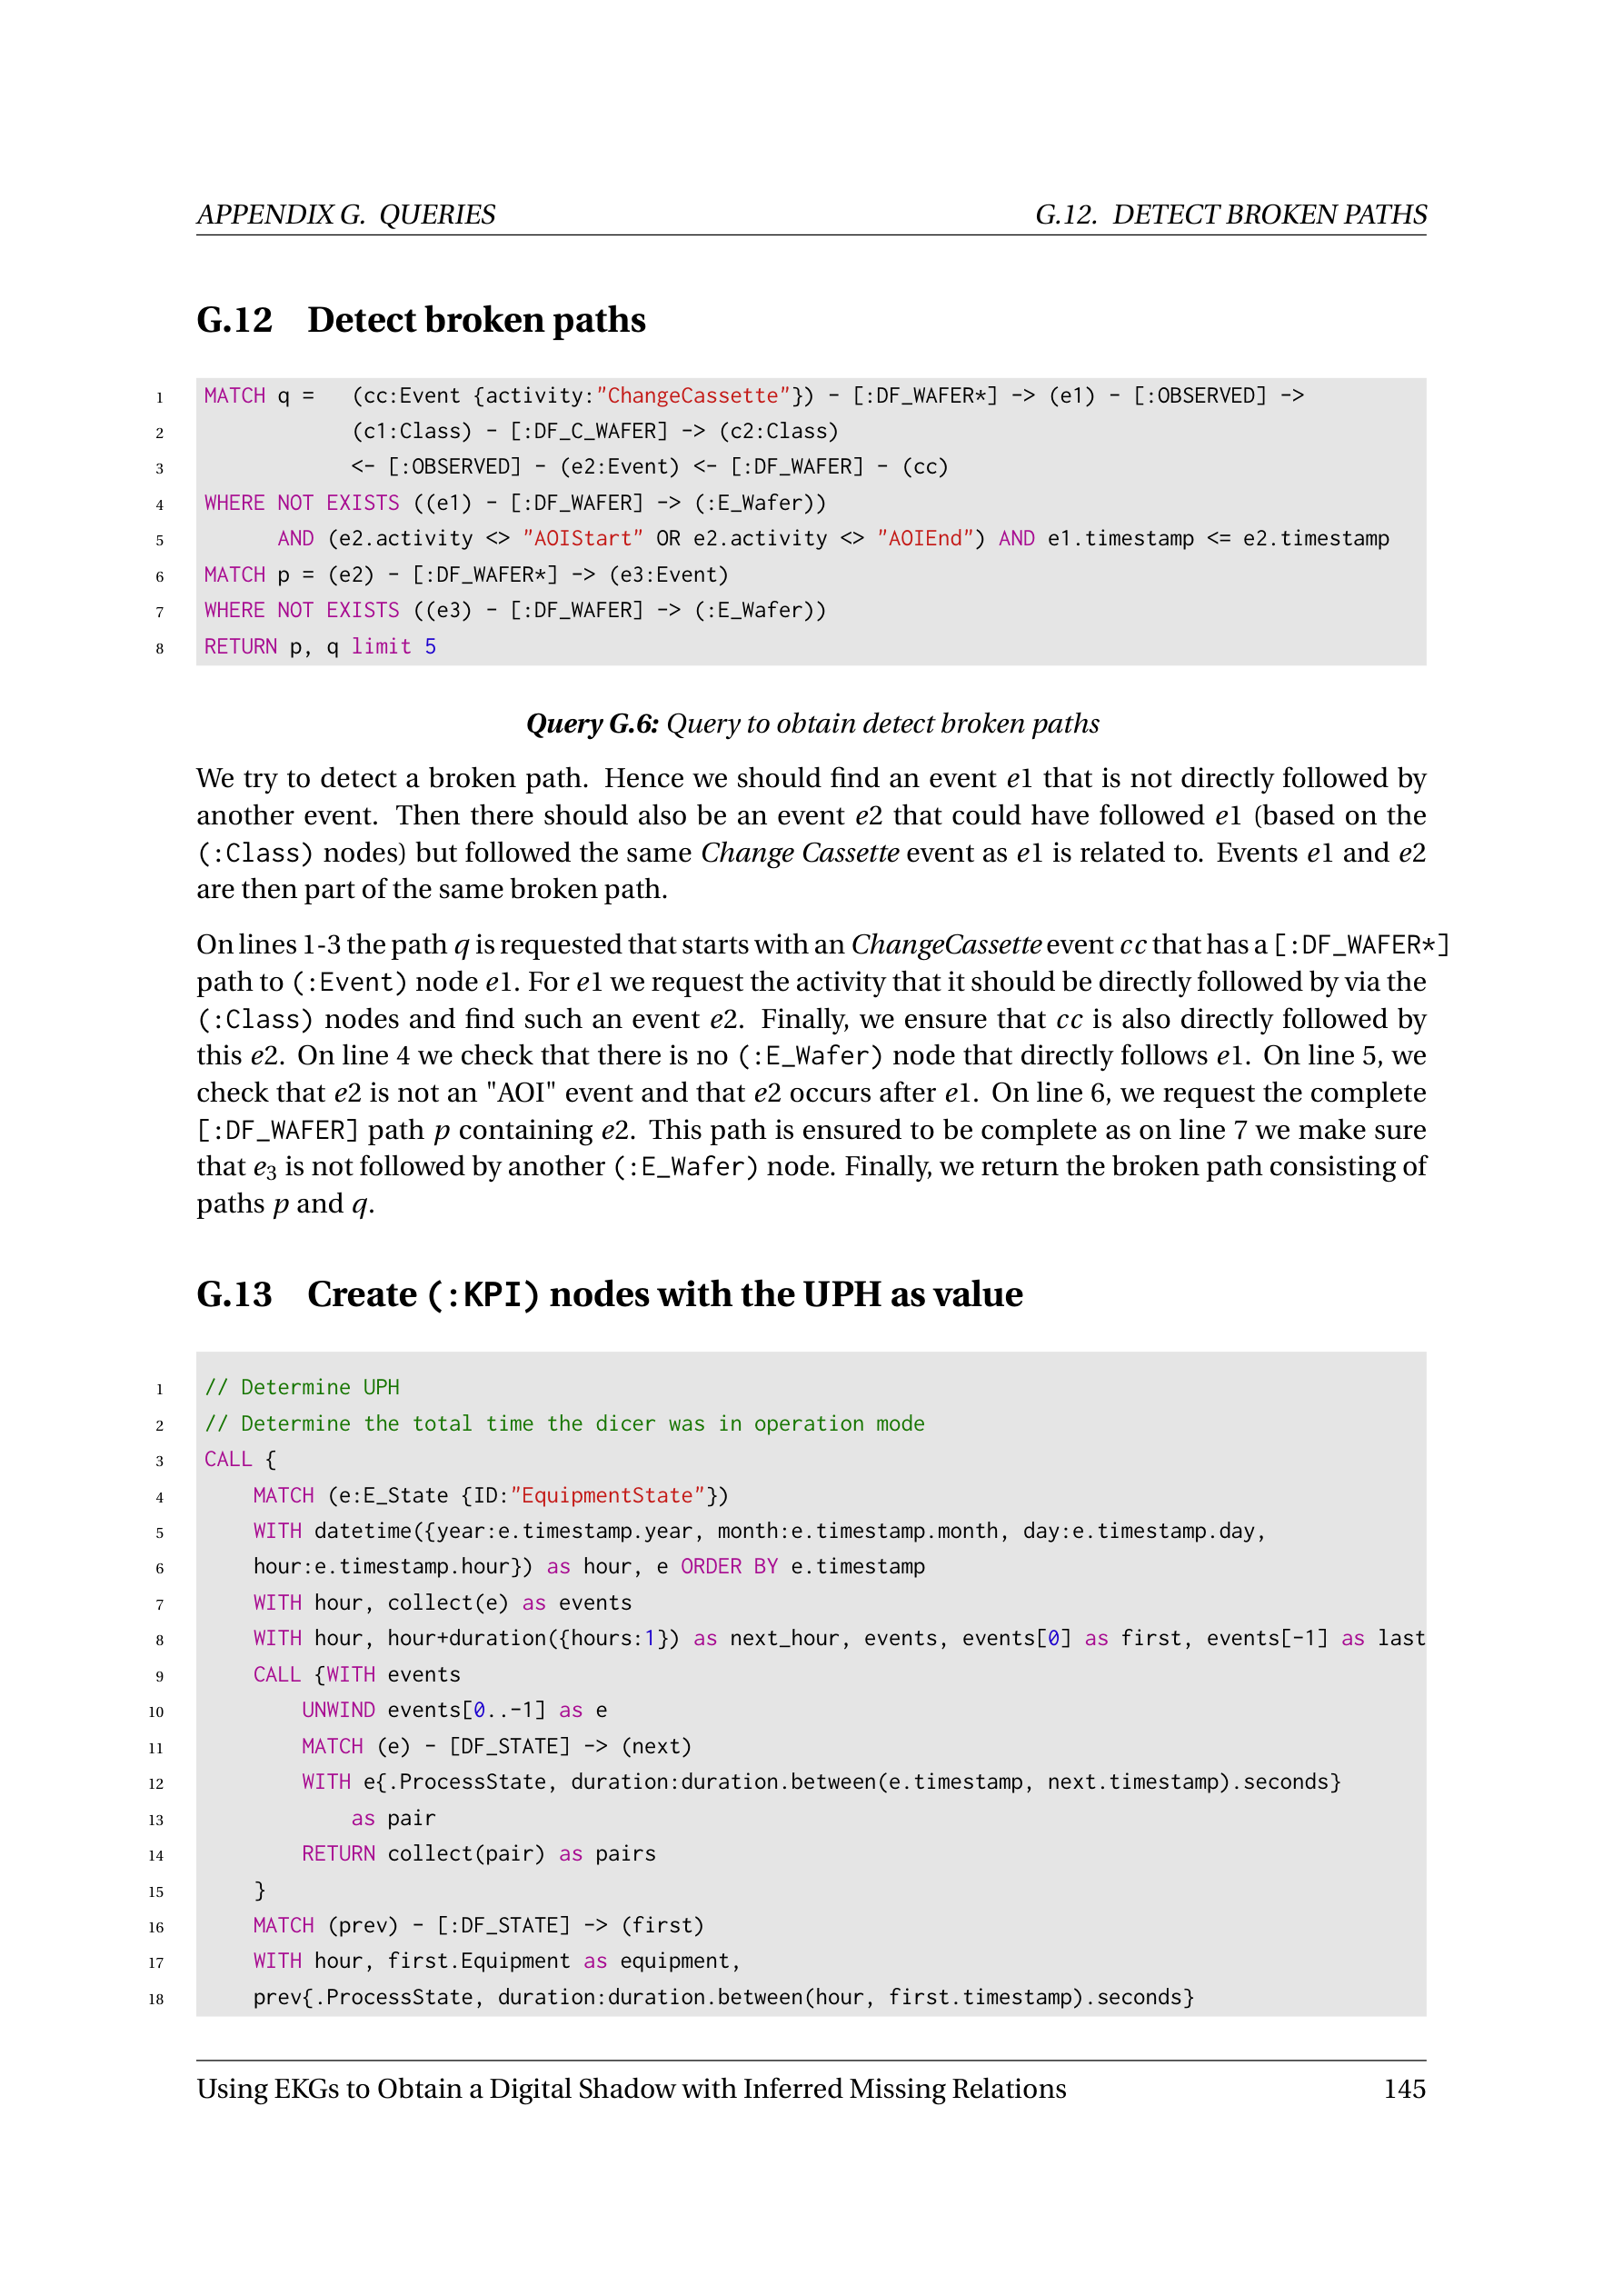 APPENDIX G. QUERIES G.12. DETECT BROKEN PATHS
G.12 Detect broken paths
1 MATCH q =   (cc:Event {activity:"ChangeCassette"}) - [:DF_WAFER*] -> (e1) - [:OBSERVED] ->
2             (c1:Class) - [:DF_C_WAFER] -> (c2:Class)
3             <- [:OBSERVED] - (e2:Event) <- [:DF_WAFER] - (cc)
4 WHERE NOT EXISTS ((e1) - [:DF_WAFER] -> (:E_Wafer))
5       AND (e2.activity <> "AOIStart" OR e2.activity <> "AOIEnd") AND e1.timestamp <= e2.timestamp
6 MATCH p = (e2) - [:DF_WAFER*] -> (e3:Event)
7 WHERE NOT EXISTS ((e3) - [:DF_WAFER] -> (:E_Wafer))
8 RETURN p, q limit 5
Query G.6: Query to obtain detect broken paths
We try to detect a broken path. Hence we should find an event e1 that is not directly followed by
another event. Then there should also be an event e2 that could have followed e1 (based on the
(:Class) nodes) but followed the same Change Cassette event as e1 is related to. Events e1 and e2
are then part of the same broken path.
On lines 1-3 the path q is requested that starts with an ChangeCassette event cc that has a [:DF_WAFER*]
path to (:Event) node e1. For e1 we request the activity that it should be directly followed by via the
(:Class) nodes and find such an event e2. Finally, we ensure that cc is also directly followed by
this e2. On line 4 we check that there is no (:E_Wafer) node that directly follows e1. On line 5, we
check that e2 is not an "AOI" event and that e2 occurs after e1. On line 6, we request the complete
[:DF_WAFER] path p containing e2. This path is ensured to be complete as on line 7 we make sure
that e3 is not followed by another (:E_Wafer) node. Finally, we return the broken path consisting of
paths p and q.
G.13 Create (:KPI) nodes with the UPH as value
1 // Determine UPH
2 // Determine the total time the dicer was in operation mode
3 CALL {
4     MATCH (e:E_State {ID:"EquipmentState"})
5     WITH datetime({year:e.timestamp.year, month:e.timestamp.month, day:e.timestamp.day,
6     hour:e.timestamp.hour}) as hour, e ORDER BY e.timestamp
7     WITH hour, collect(e) as events
8     WITH hour, hour+duration({hours:1}) as next_hour, events, events[0] as first, events[-1] as last
9     CALL {WITH events
10         UNWIND events[0..-1] as e
11         MATCH (e) - [DF_STATE] -> (next)
12         WITH e{.ProcessState, duration:duration.between(e.timestamp, next.timestamp).seconds}
13             as pair
14         RETURN collect(pair) as pairs
15     }
16     MATCH (prev) - [:DF_STATE] -> (first)
17     WITH hour, first.Equipment as equipment,
18     prev{.ProcessState, duration:duration.between(hour, first.timestamp).seconds}
Using EKGs to Obtain a Digital Shadow with Inferred Missing Relations 145